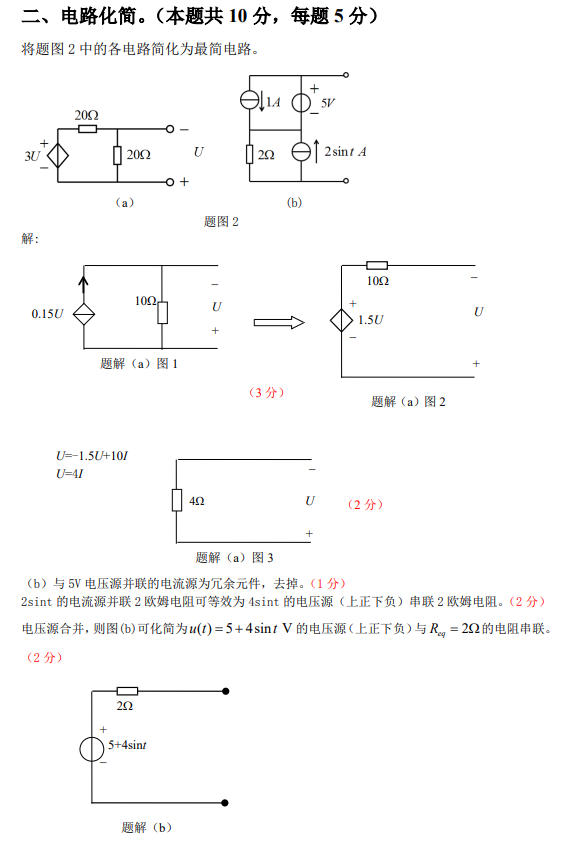 二、电路化简。（本题共 10 分，每题 5 分）
将题图 2 中的各电路简化为最简电路。
20Ω
3U
+
−
20Ω
−
U
+
（a）
1A
+
−
5V
2Ω
2 sin t A
(b)
题图 2
解:
0.15U
10Ω
−
U
+
题解（a）图 1
（3 分）
10Ω
+
1.5U
−
−
U
+
题解（a）图 2
U=−1.5U+10I
U=4I
4Ω
−
U
+
（2 分）
题解（a）图 3
（b）与 5V 电压源并联的电流源为冗余元件，去掉。（1 分）
2sint 的电流源并联 2 欧姆电阻可等效为 4sint 的电压源（上正下负）串联 2 欧姆电阻。（2 分）
电压源合并，则图(b)可化简为 u(t) = 5 + 4 sin t V 的电压源（上正下负）与 Req = 2Ω 的电阻串联。
（2 分）
2Ω
+
5+4sint
−
题解（b）